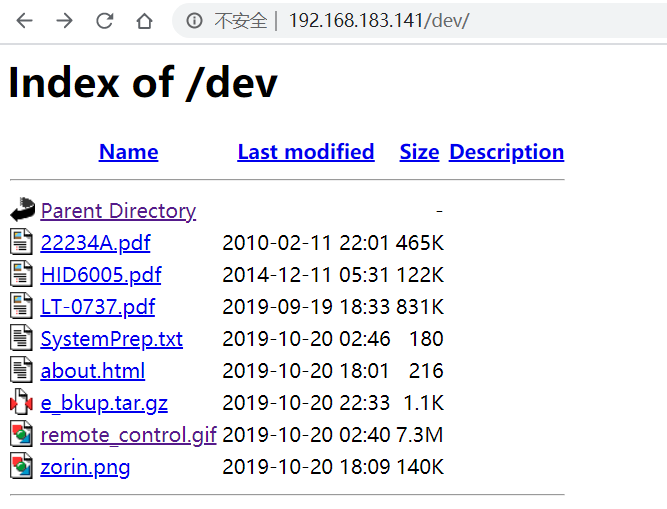 不安全 | 192.168.183.141/dev/
Index of /dev
Name Last modified Size Description
Parent Directory -
22234A.pdf 2010-02-11 22:01 465K
HID6005.pdf 2014-12-11 05:31 122K
LT-0737.pdf 2019-09-19 18:33 831K
SystemPrep.txt 2019-10-20 02:46 180
about.html 2019-10-20 18:01 216
e_bkup.tar.gz 2019-10-20 22:33 1.1K
remote_control.gif 2019-10-20 02:40 7.3M
zorin.png 2019-10-20 18:09 140K